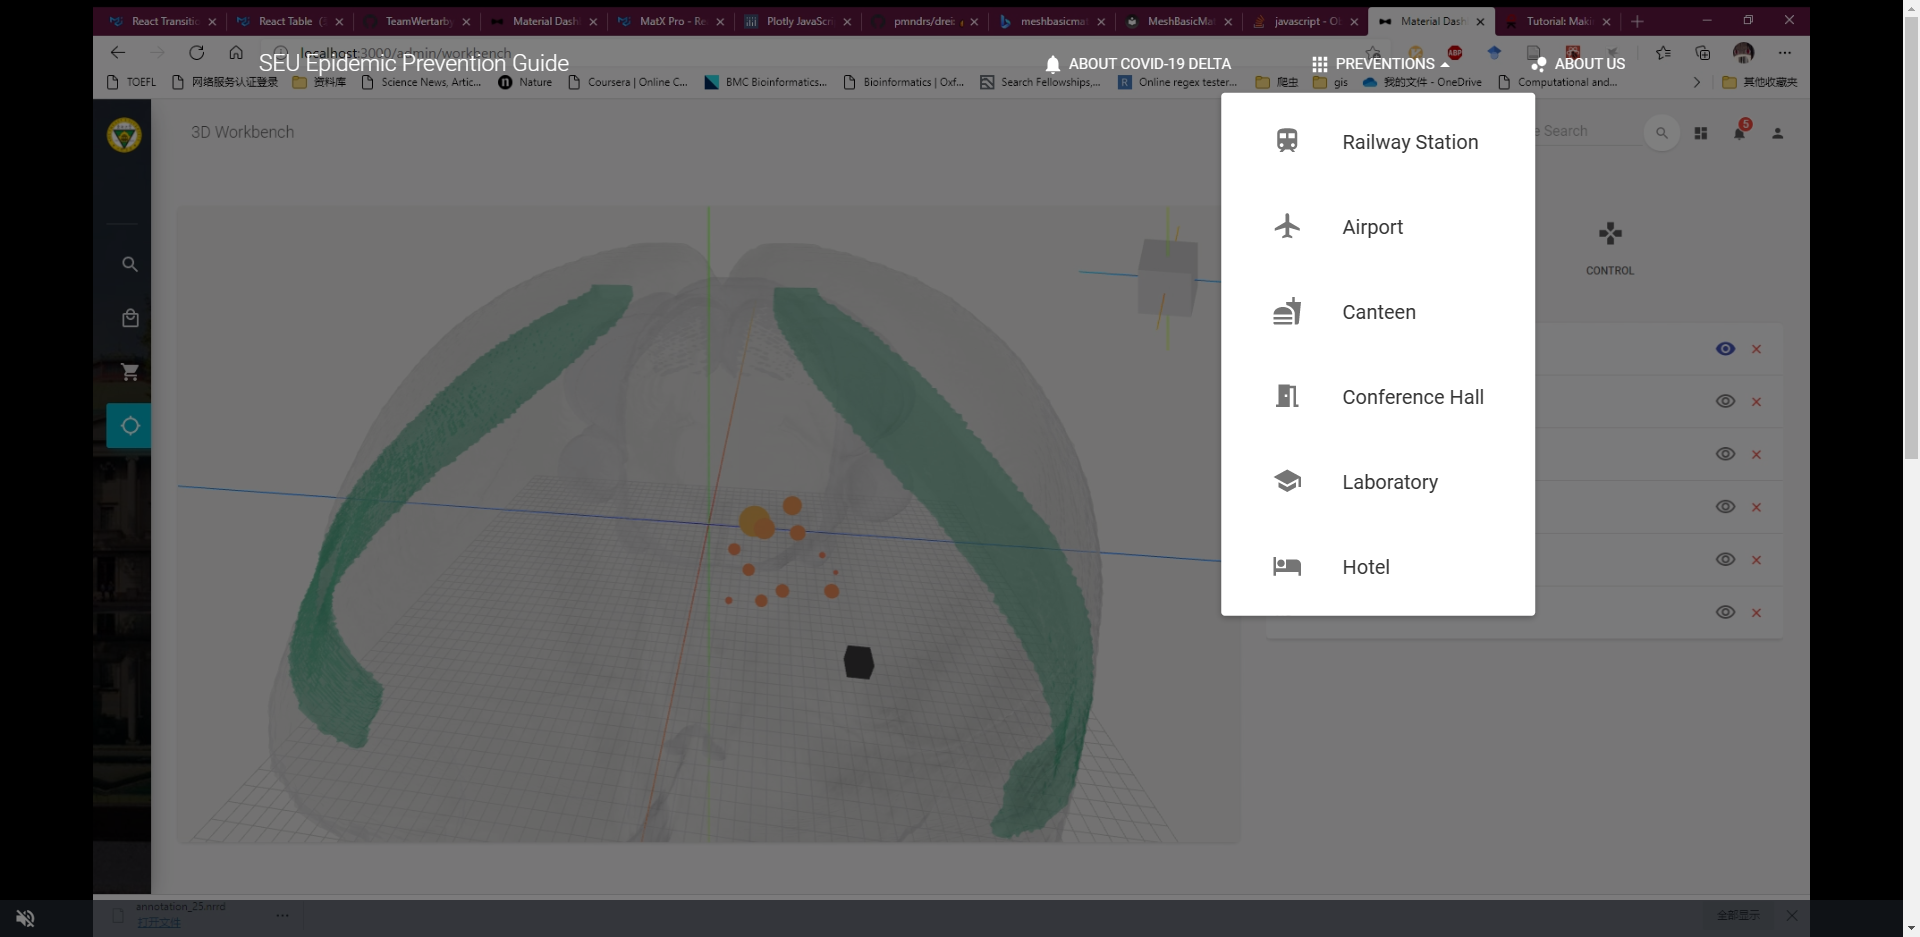 React Transitic
React Table (
TeamWertarby
Material Dash
MatX Pro - Re
Plotly JavaScri
pmndrs/drei:
meshbasicmat
MeshBasicMat
javascript - Ob
Material Dash
Tutorial: Maki
localhost:3000/admin/workbench
SEU Epidemic Prevention Guide
ABOUT COVID-19 DELTA
PREVENTIONS
ABOUT US
ABP
TOEFL
网络服务认证登录
资料库
Science News, Artic...
Nature
Coursera | Online C...
BMC Bioinformatics...
Bioinformatics | Oxf...
Search Fellowships,...
Online regex tester...
爬虫
gis
我的文件 - OneDrive
Computational and...
其他收藏夹
3D Workbench
e Search
5
Railway Station
Airport
Canteen
Conference Hall
Laboratory
Hotel
CONTROL
annotation_25.nrrd
打开文件
全部显示